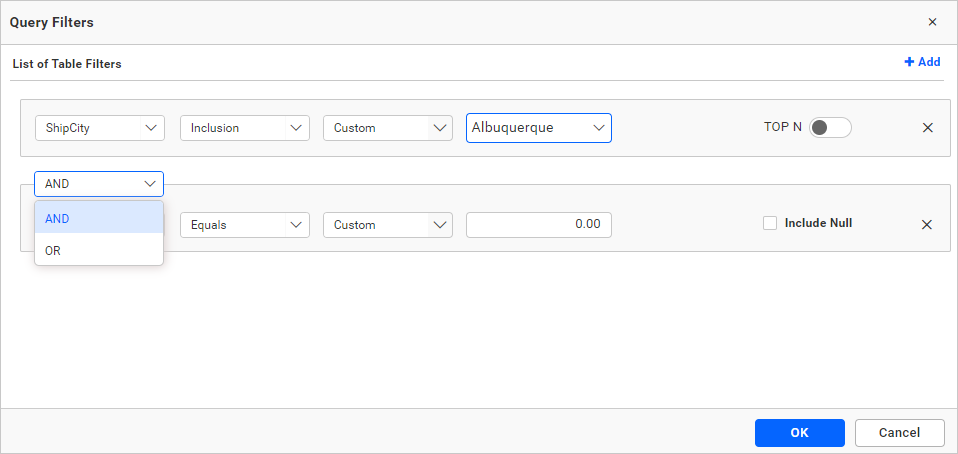 Query Filters
List of Table Filters
Add
ShipCity Inclusion Custom Albuquerque TOP N
AND
AND
Equals Custom 0.00 Include Null
OR
OK Cancel